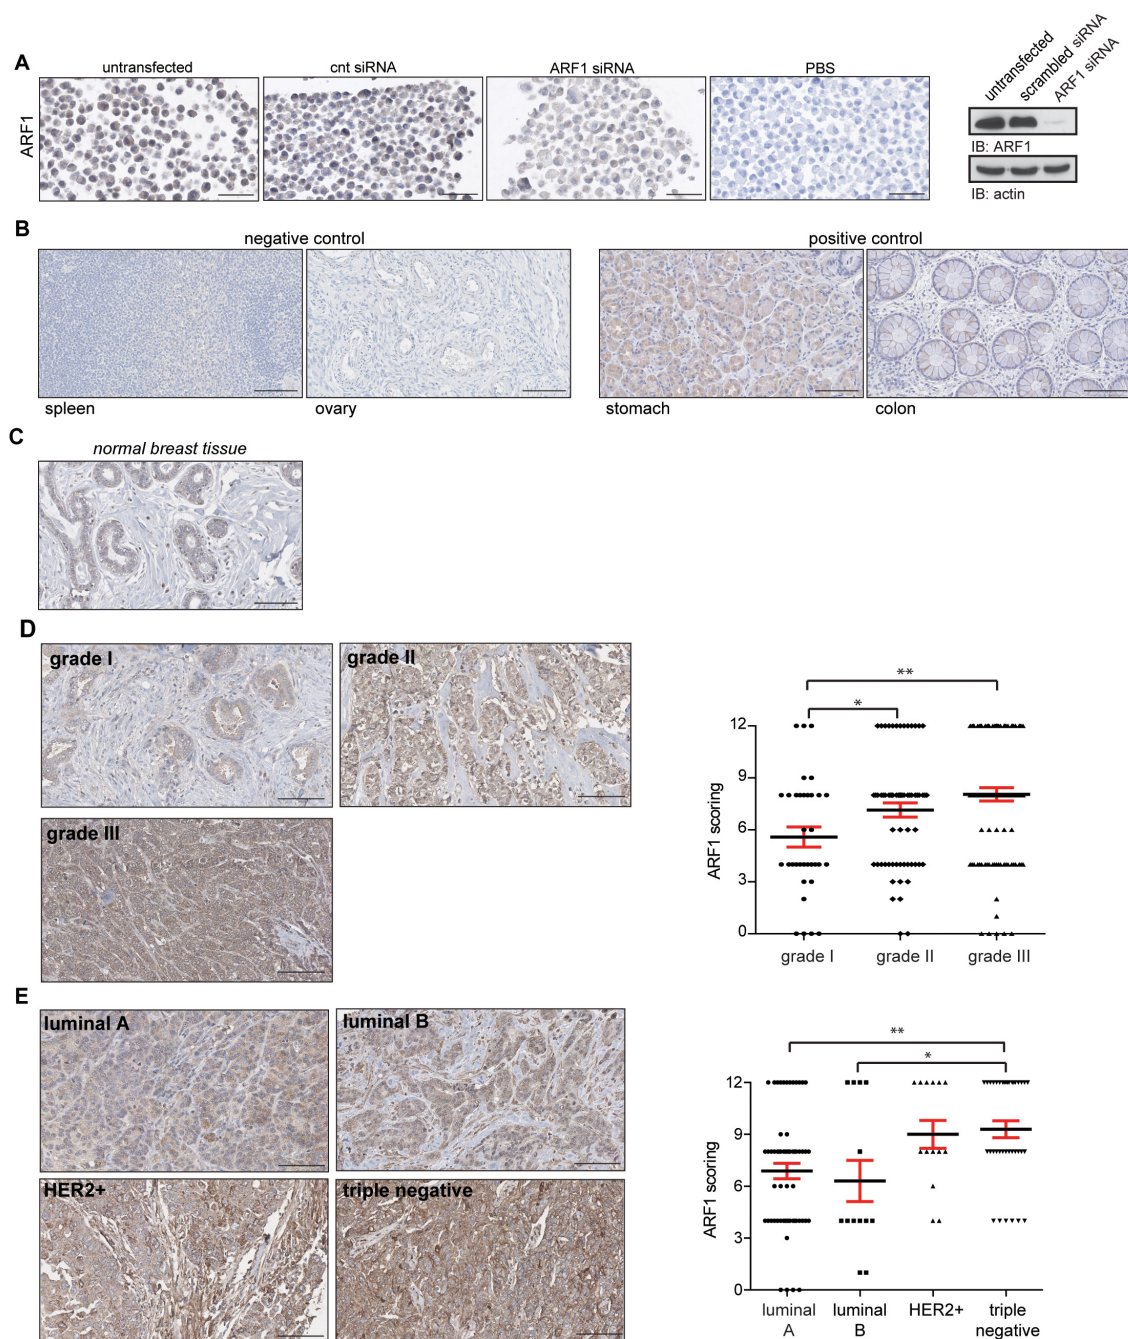 A
untransfected
cnt siRNA
ARF1 siRNA
PBS
ARF1
untransfected
scrambled siRNA
ARF1 siRNA
IB: ARF1
IB: actin
B
negative control
positive control
spleen
ovary
stomach
colon
C
normal breast tissue
D
grade I
grade II
grade III
**
*
ARF1 scoring
12
9
6
3
0
grade I
grade II
grade III
E
luminal A
luminal B
HER2+
triple negative
**
*
ARF1 scoring
12
9
6
3
0
luminal
A
luminal
B
HER2+
triple
negative